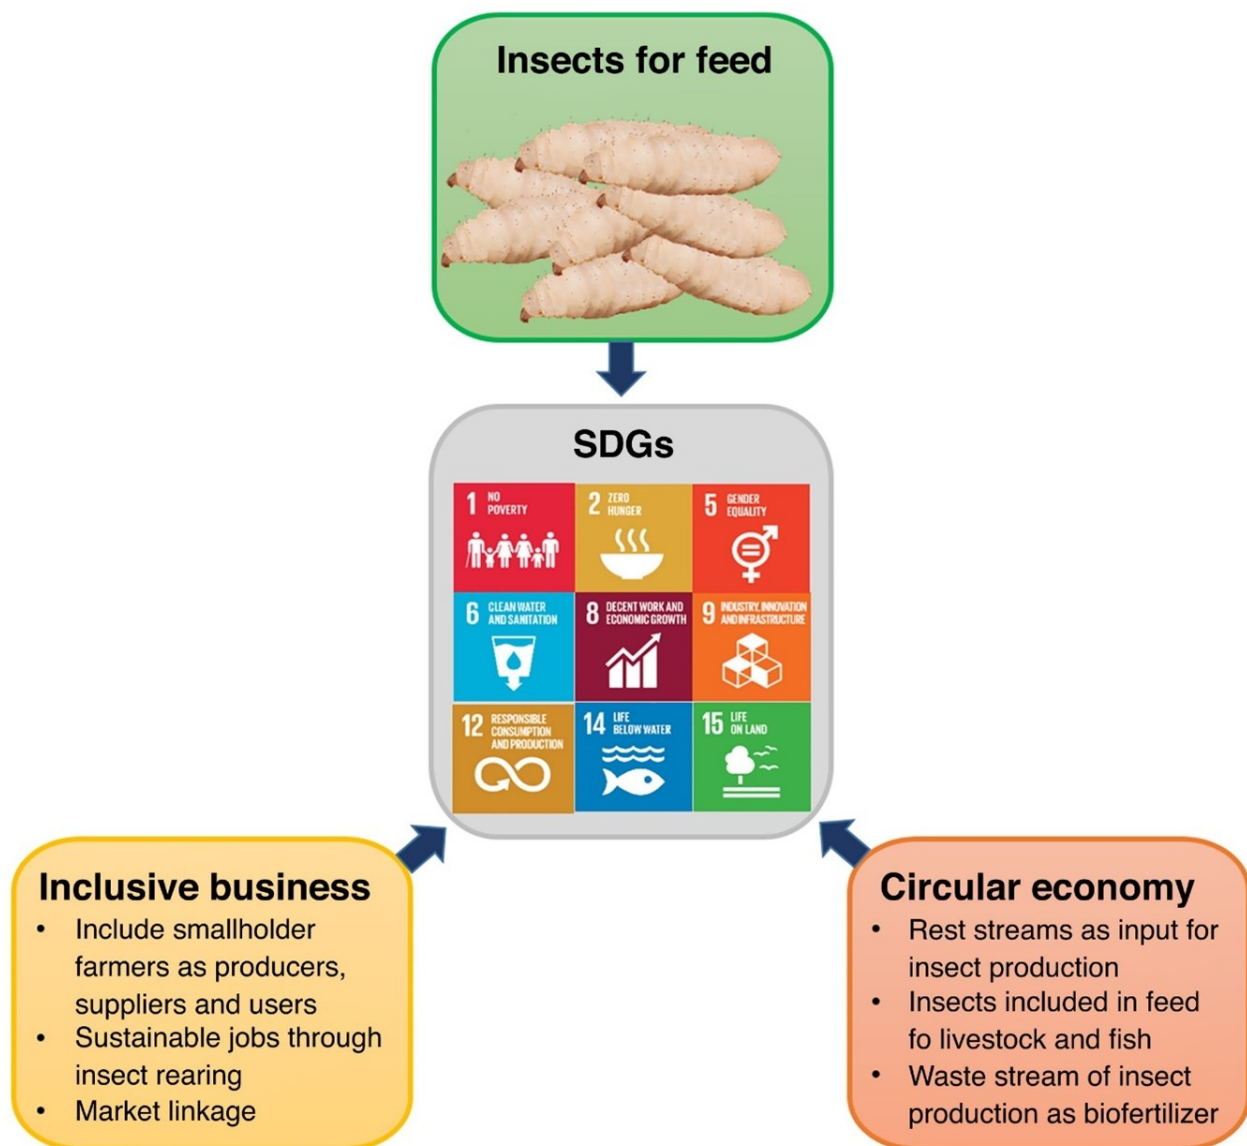 Insects for feed
SDGs
1 NO
POVERTY
2 ZERO
HUNGER
5 GENDER
EQUALITY
6 CLEAN WATER
AND SANITATION
8 DECENT WORK AND
ECONOMIC GROWTH
9 INDUSTRY, INNOVATION
AND INFRASTRUCTURE
12 RESPONSIBLE
CONSUMPTION
AND PRODUCTION
14 LIFE
BELOW WATER
15 LIFE
ON LAND
Inclusive business
• Include smallholder
farmers as producers,
suppliers and users
• Sustainable jobs through
insect rearing
• Market linkage
Circular economy
• Rest streams as input for
insect production
• Insects included in feed
fo livestock and fish
• Waste stream of insect
production as biofertilizer